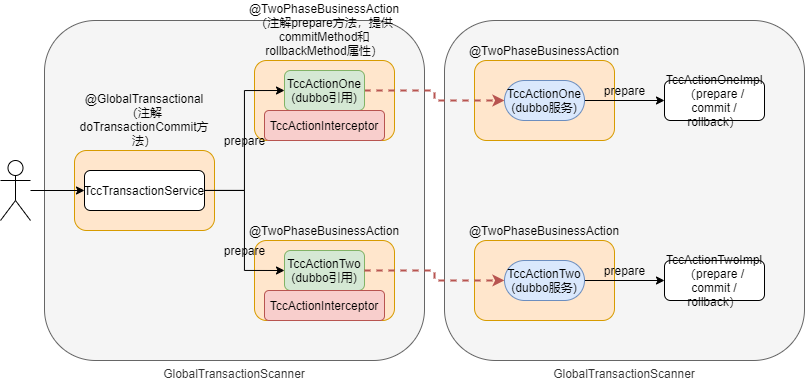 @TwoPhaseBusinessAction
（注解prepare方法，提供
commitMethod和
rollbackMethod属性）
TccActionOne
（dubbo引用）
TccActionInterceptor
@GlobalTransactional
（注解
doTransactionCommit方
法）
TccTransactionService
prepare
prepare
@TwoPhaseBusinessAction
TccActionTwo
（dubbo引用）
TccActionInterceptor
GlobalTransactionScanner
@TwoPhaseBusinessAction
TccActionOne
（dubbo服务）
prepare
TccActionOneImpl
（prepare /
commit /
rollback）
@TwoPhaseBusinessAction
TccActionTwo
（dubbo服务）
prepare
TccActionTwoImpl
（prepare /
commit /
rollback）
GlobalTransactionScanner